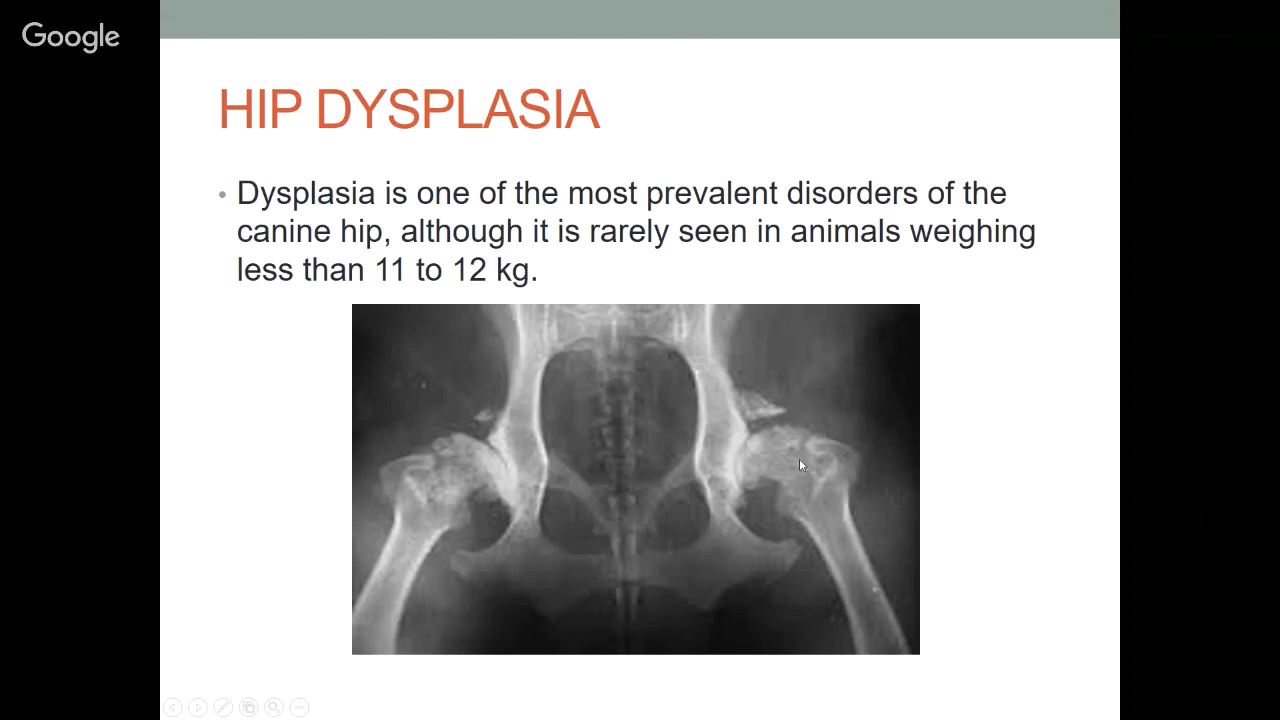 Google
HIP DYSPLASIA
• Dysplasia is one of the most prevalent disorders of the
canine hip, although it is rarely seen in animals weighing
less than 11 to 12 kg.